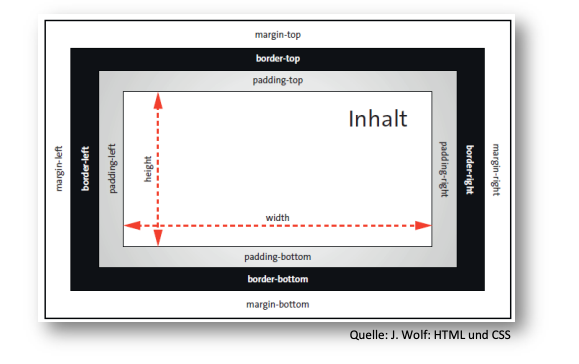 margin-top
border-top
padding-top
Inhalt
margin-left
border-left
padding-left
height
width
padding-right
border-right
margin-right
padding-bottom
border-bottom
margin-bottom
Quelle: J. Wolf: HTML und CSS